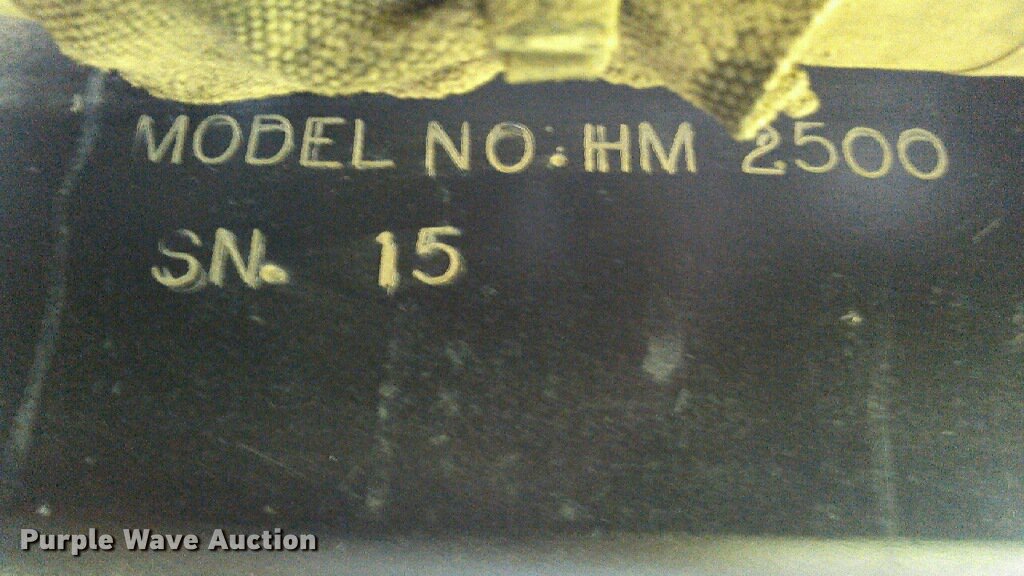 MODEL NO: HM 2500
SN. 15
Purple Wave Auction